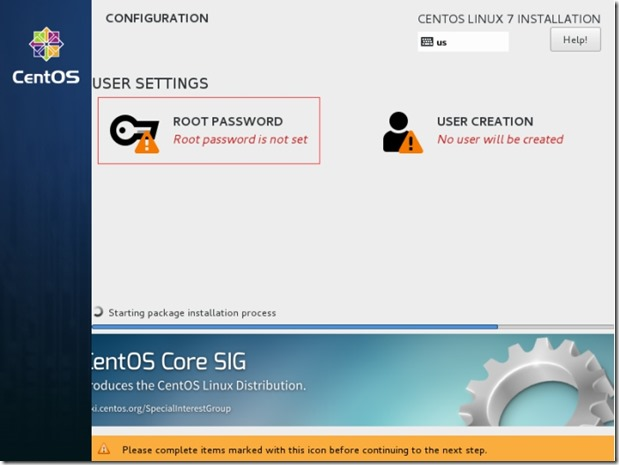 CONFIGURATION
CENTOS LINUX 7 INSTALLATION
us
Help!
CentOS
USER SETTINGS
ROOT PASSWORD
Root password is not set
USER CREATION
No user will be created
Starting package installation process
CentOS Core SIG
roduces the CentOS Linux Distribution.
ki.centos.org/SpecialInterestGroup
Please complete items marked with this icon before continuing to the next step.